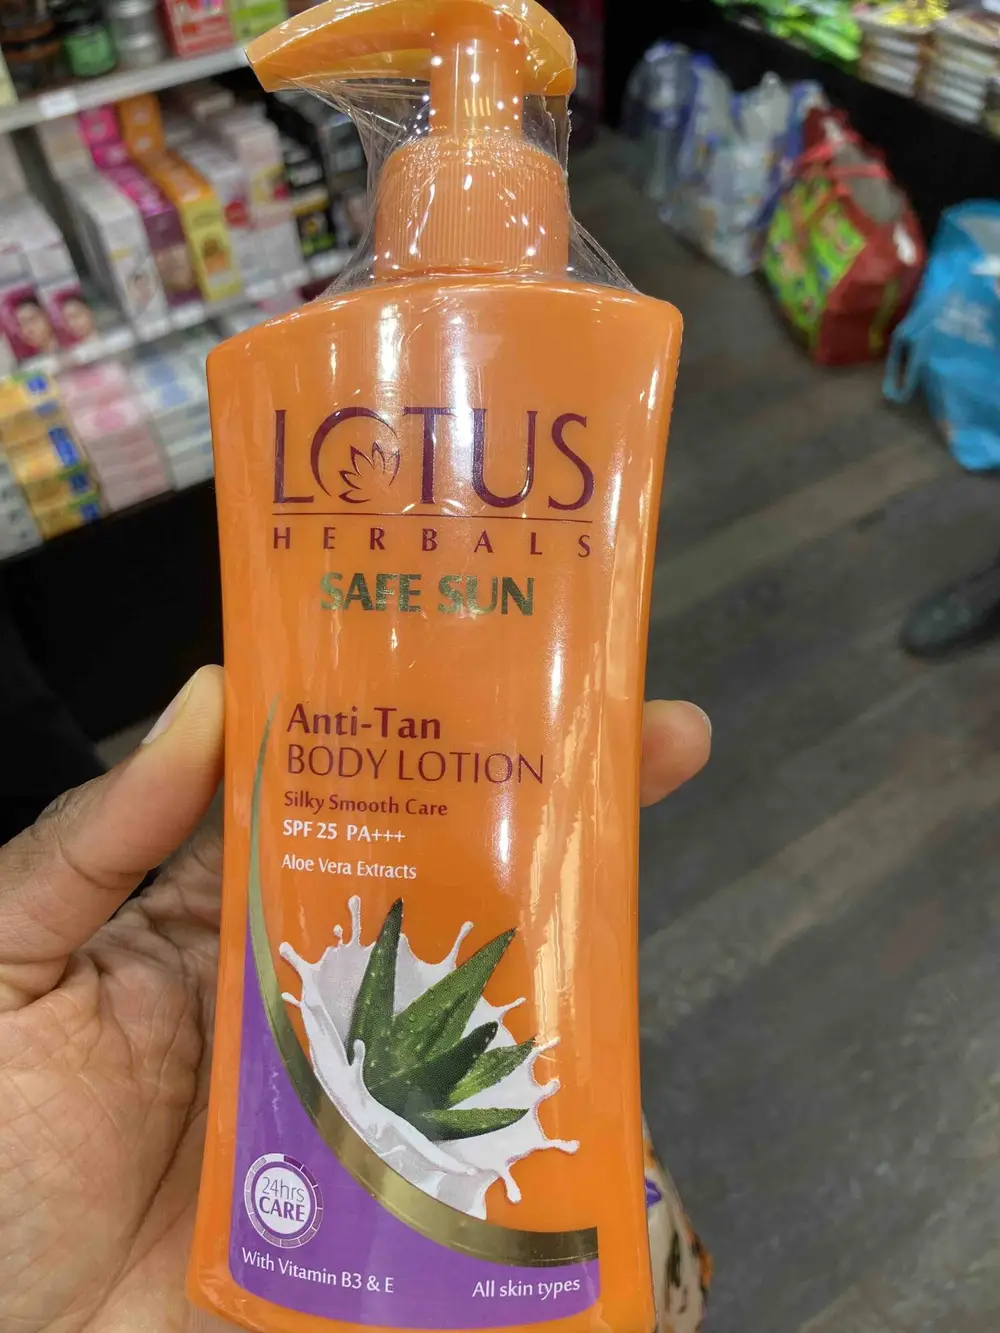 LOTUS
HERBALS
SAFE SUN
Anti-Tan
BODY LOTION
Silky Smooth Care
SPF 25 PA+++
Aloe Vera Extracts
24hrs
CARE
With Vitamin B3 & E
All skin types